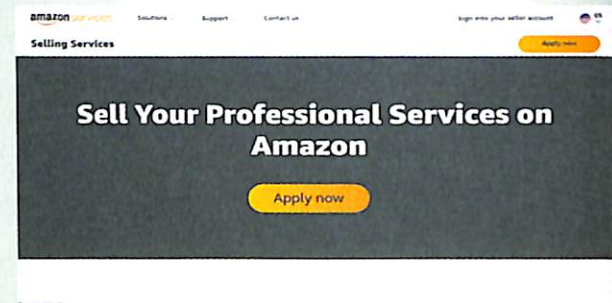 amazon services Solutions Support Contact us Sign into your seller account US
Selling Services Apply now
Sell Your Professional Services on
Amazon
Apply now